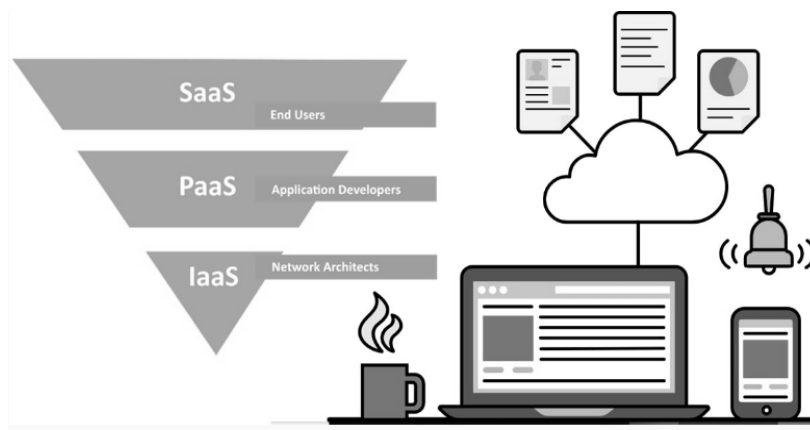 SaaS
End Users
PaaS
Application Developers
IaaS
Network Architects